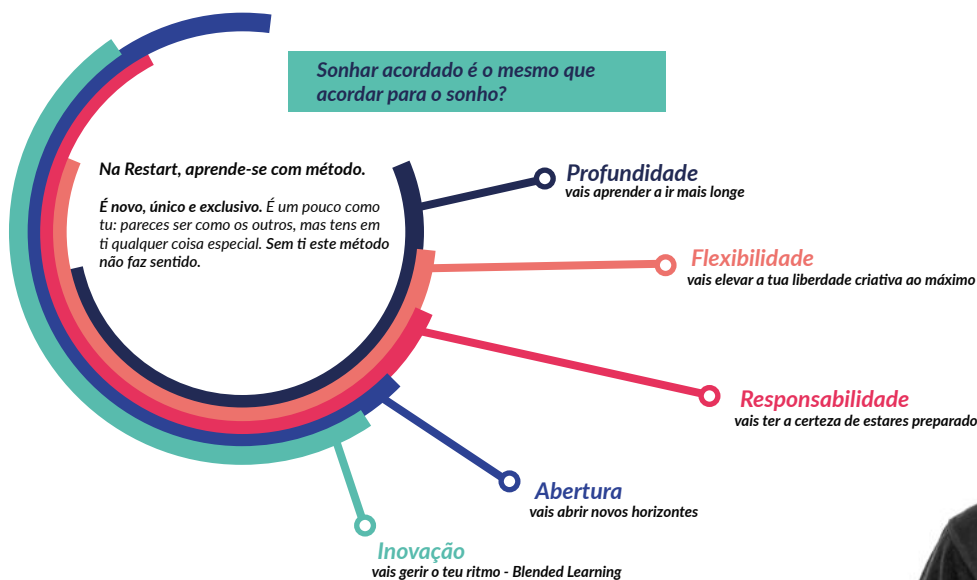 Sonhar acordado é o mesmo que
acordar para o sonho?
Na Restart, aprende-se com método.
É novo, único e exclusivo. É um pouco como
tu: pareces ser como os outros, mas tens em
ti qualquer coisa especial. Sem ti este método
não faz sentido.
Profundidade
vais aprender a ir mais longe
Flexibilidade
vais elevar a tua liberdade criativa ao máximo
Responsabilidade
vais ter a certeza de estares preparado
Abertura
vais abrir novos horizontes
Inovação
vais gerir o teu ritmo - Blended Learning